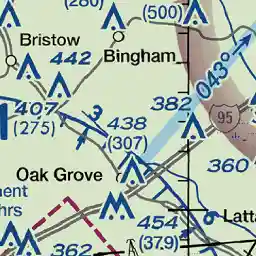 (280)
(500)
Bristow
Bingham
442
043°
407
(275)
3
438
(307)
382
95
360
Oak Grove
ment
hrs
454
(37.9)
Latta
362